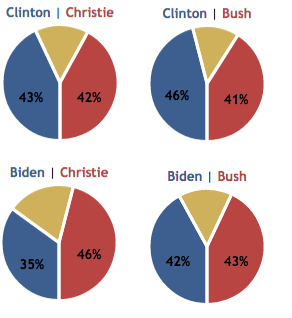 Clinton | Christie
43% 42%
Clinton | Bush
46% 41%
Biden | Christie
35% 46%
Biden | Bush
42% 43%